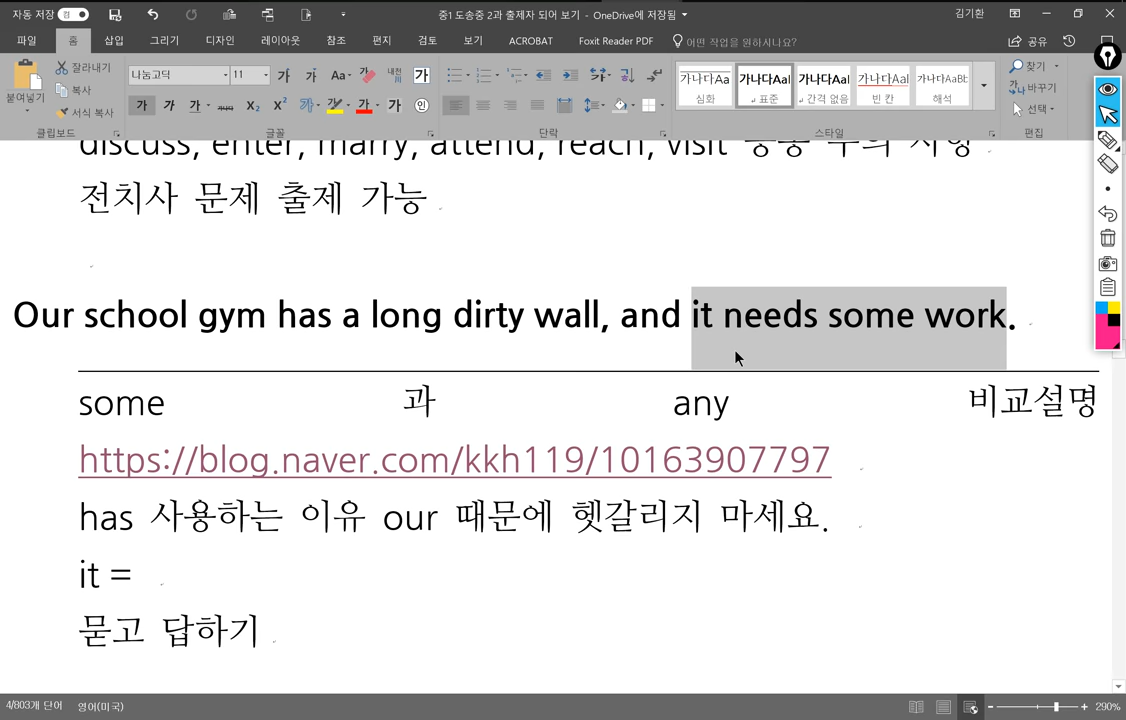 자동 저장 켬 중1 도송중 2과 출제자 되어 보기 - OneDrive에 저장됨 김기환
파일 홈 삽입 그리기 디자인 레이아웃 참조 편지 검토 보기 ACROBAT Foxit Reader PDF 어떤 작업을 원하시나요? 공유
붙여넣기 잘라내기 복사 서식 복사
나눔고딕 11
가나다Aa 심화
가나다AaI 표준
가나다AaI 간격 없음
가나다AaI 빈 칸
가나다AaBt 해석
찾기 바꾸기 선택
클립보드 글꼴 단락 스타일 편집
discuss, enter, marry, attend, reach, visit
전치사 문제 출제 가능
Our school gym has a long dirty wall, and it needs some work.
some 과 any 비교설명
https://blog.naver.com/kkh119/10163907797
has 사용하는 이유 our 때문에 헷갈리지 마세요.
it =
묻고 답하기
4/803개 단어 영어(미국) 290%